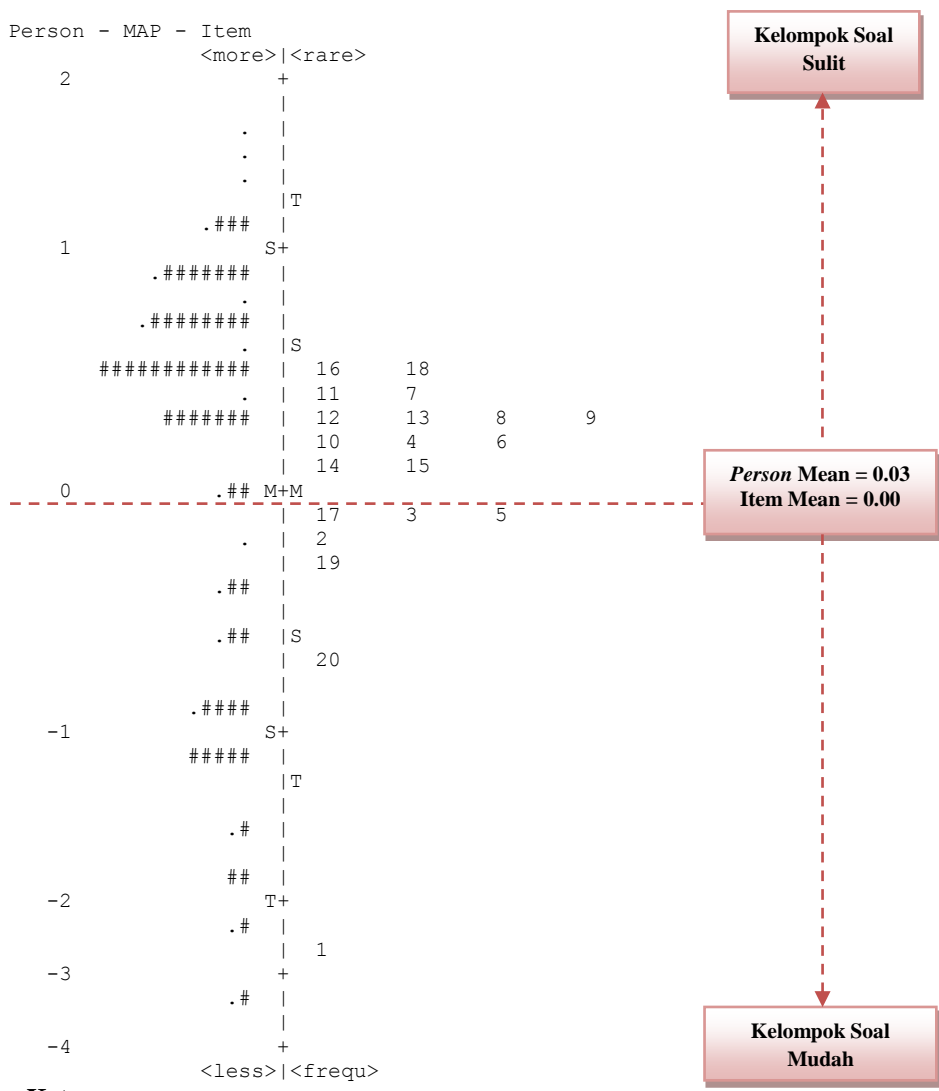 Person - MAP - Item
<more>|<rare>
2 +
|
. |
. |
. |
|T
.### |
1 S+
.####### |
. |
.######## |
. |S
############ | 16 18
. | 11 7
####### | 12 13 8 9
| 10 4 6
| 14 15
0 .## M+M
| 17 3 5
. | 2
| 19
.## |
|
.## |S
| 20
|
.#### |
-1 S+
##### |
|T
|
.# |
|
## |
-2 T+
.# |
| 1
-3 +
.# |
|
-4 +
<less>|<frequ>
Kelompok Soal
Sulit
Person Mean = 0.03
Item Mean = 0.00
Kelompok Soal
Mudah